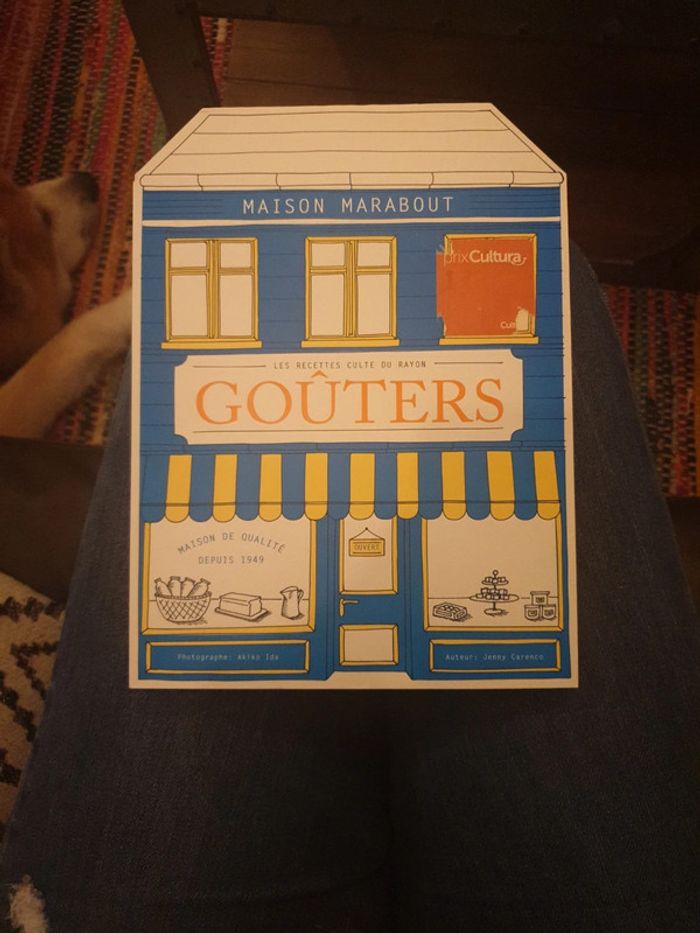 MAISON MARABOUT
prixCultura
Cult
LES RECETTES CULTE DU RAYON
GOÛTERS
MAISON DE QUALITÉ
DEPUIS 1949
OUVERT
Photographe: Akiko Ida
Auteur: Jenny Carenco